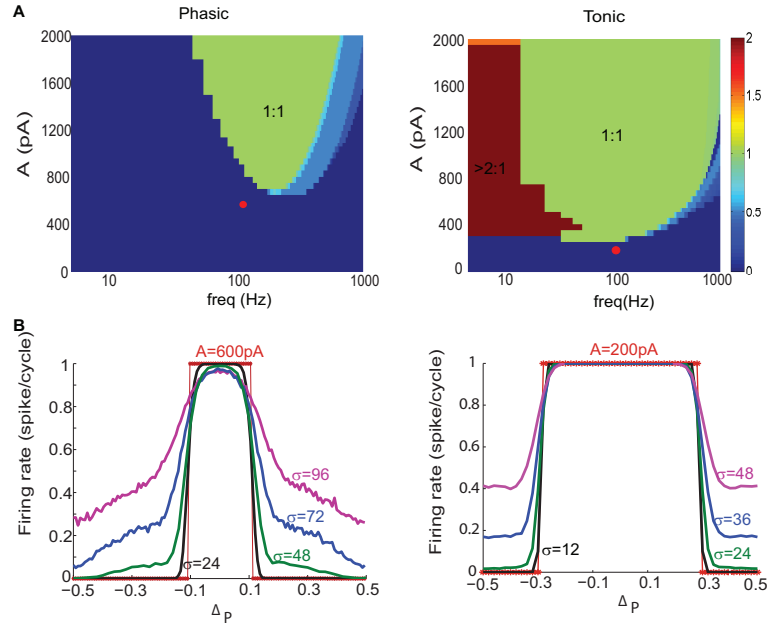 A
Phasic
Tonic
2000
1600
1200
800
400
0
A (pA)
1:1
10
100
1000
freq (Hz)
2000
1600
1200
800
400
0
A (pA)
>2:1
1:1
10
100
1000
freq(Hz)
2
1.5
1
0.5
0
B
A=600pA
1
0.8
0.6
0.4
0.2
0
Firing rate (spike/cycle)
σ=96
σ=72
σ=48
σ=24
−0.5
−0.3
−0.1
0.1
0.3
0.5
ΔP
A=200pA
1
0.8
0.6
0.4
0.2
0
Firing rate (spike/cycle)
σ=48
σ=36
σ=24
σ=12
−0.5
−0.3
−0.1
0.1
0.3
0.5
ΔP